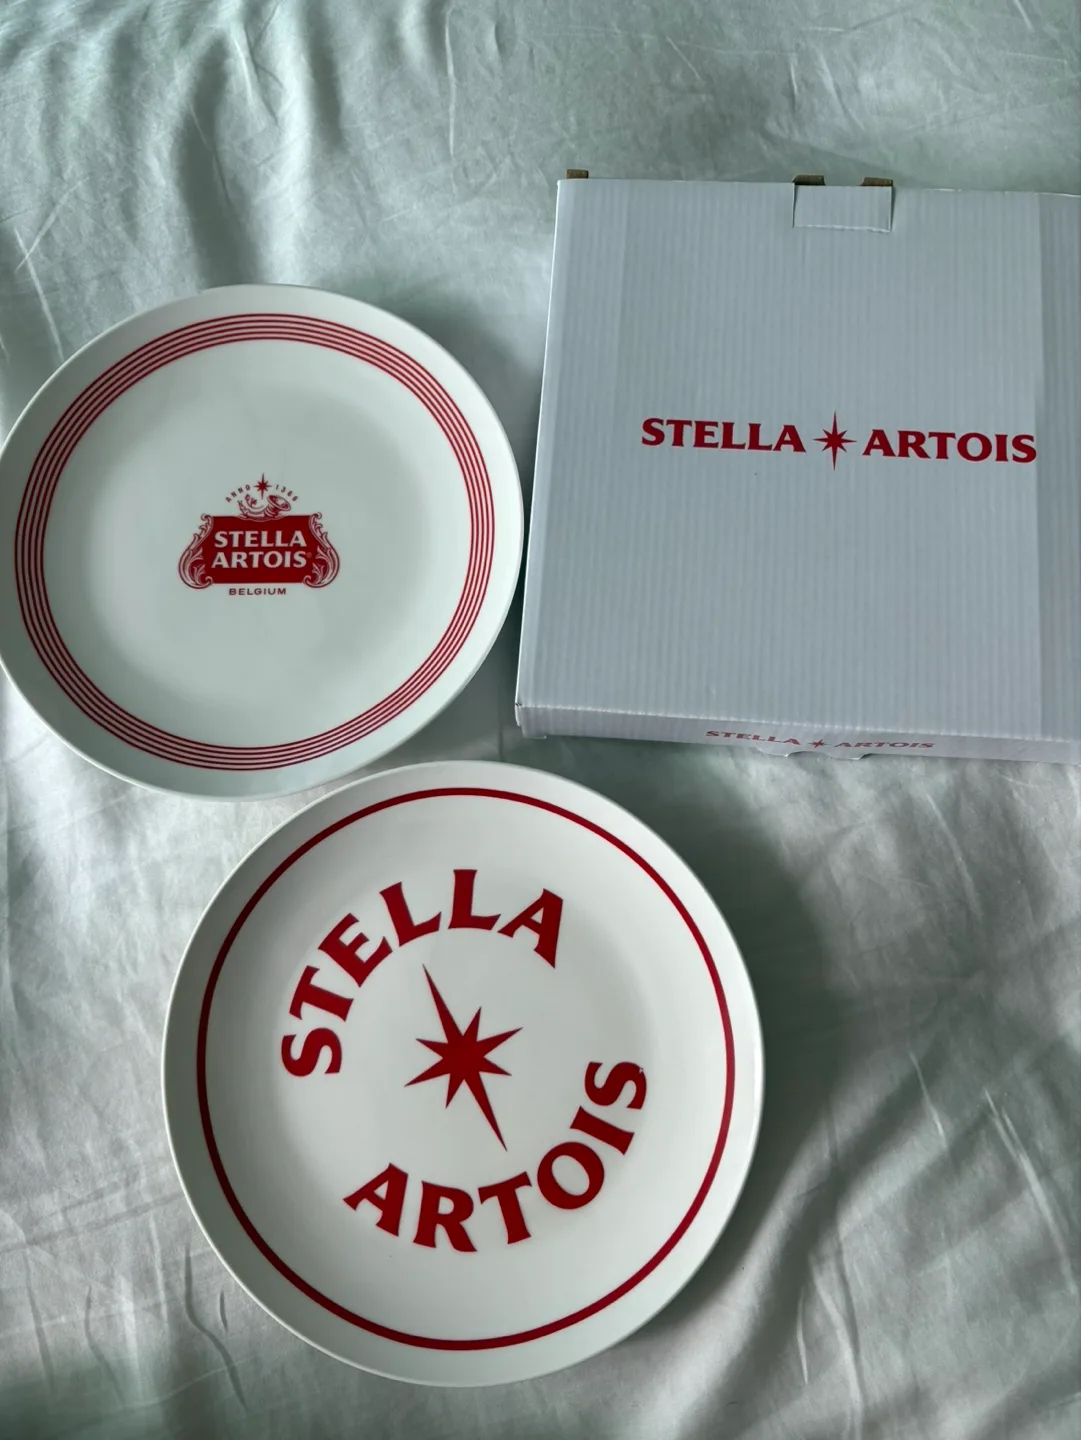 STELLA ARTOIS
ANNO 1366
STELLA
ARTOIS®
BELGIUM
STELLA ARTOIS
STELLA
ARTOIS